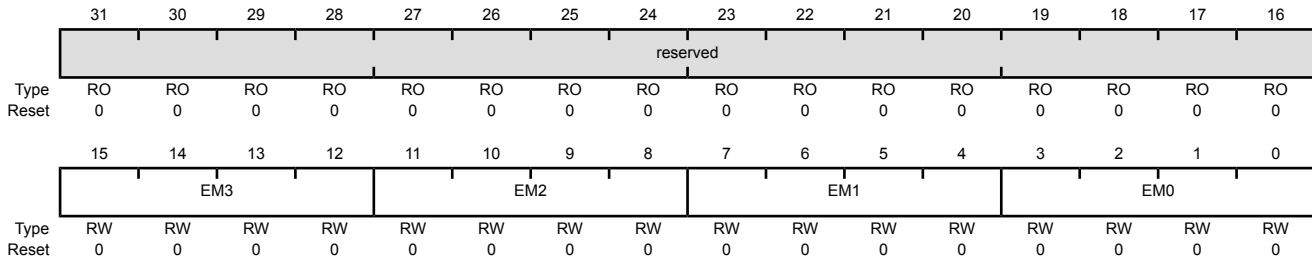 31 30 29 28 27 26 25 24 23 22 21 20 19 18 17 16
reserved
Type RO RO RO RO RO RO RO RO RO RO RO RO RO RO RO RO
Reset 0 0 0 0 0 0 0 0 0 0 0 0 0 0 0 0
15 14 13 12 11 10 9 8 7 6 5 4 3 2 1 0
EM3 EM2 EM1 EM0
Type RW RW RW RW RW RW RW RW RW RW RW RW RW RW RW RW
Reset 0 0 0 0 0 0 0 0 0 0 0 0 0 0 0 0